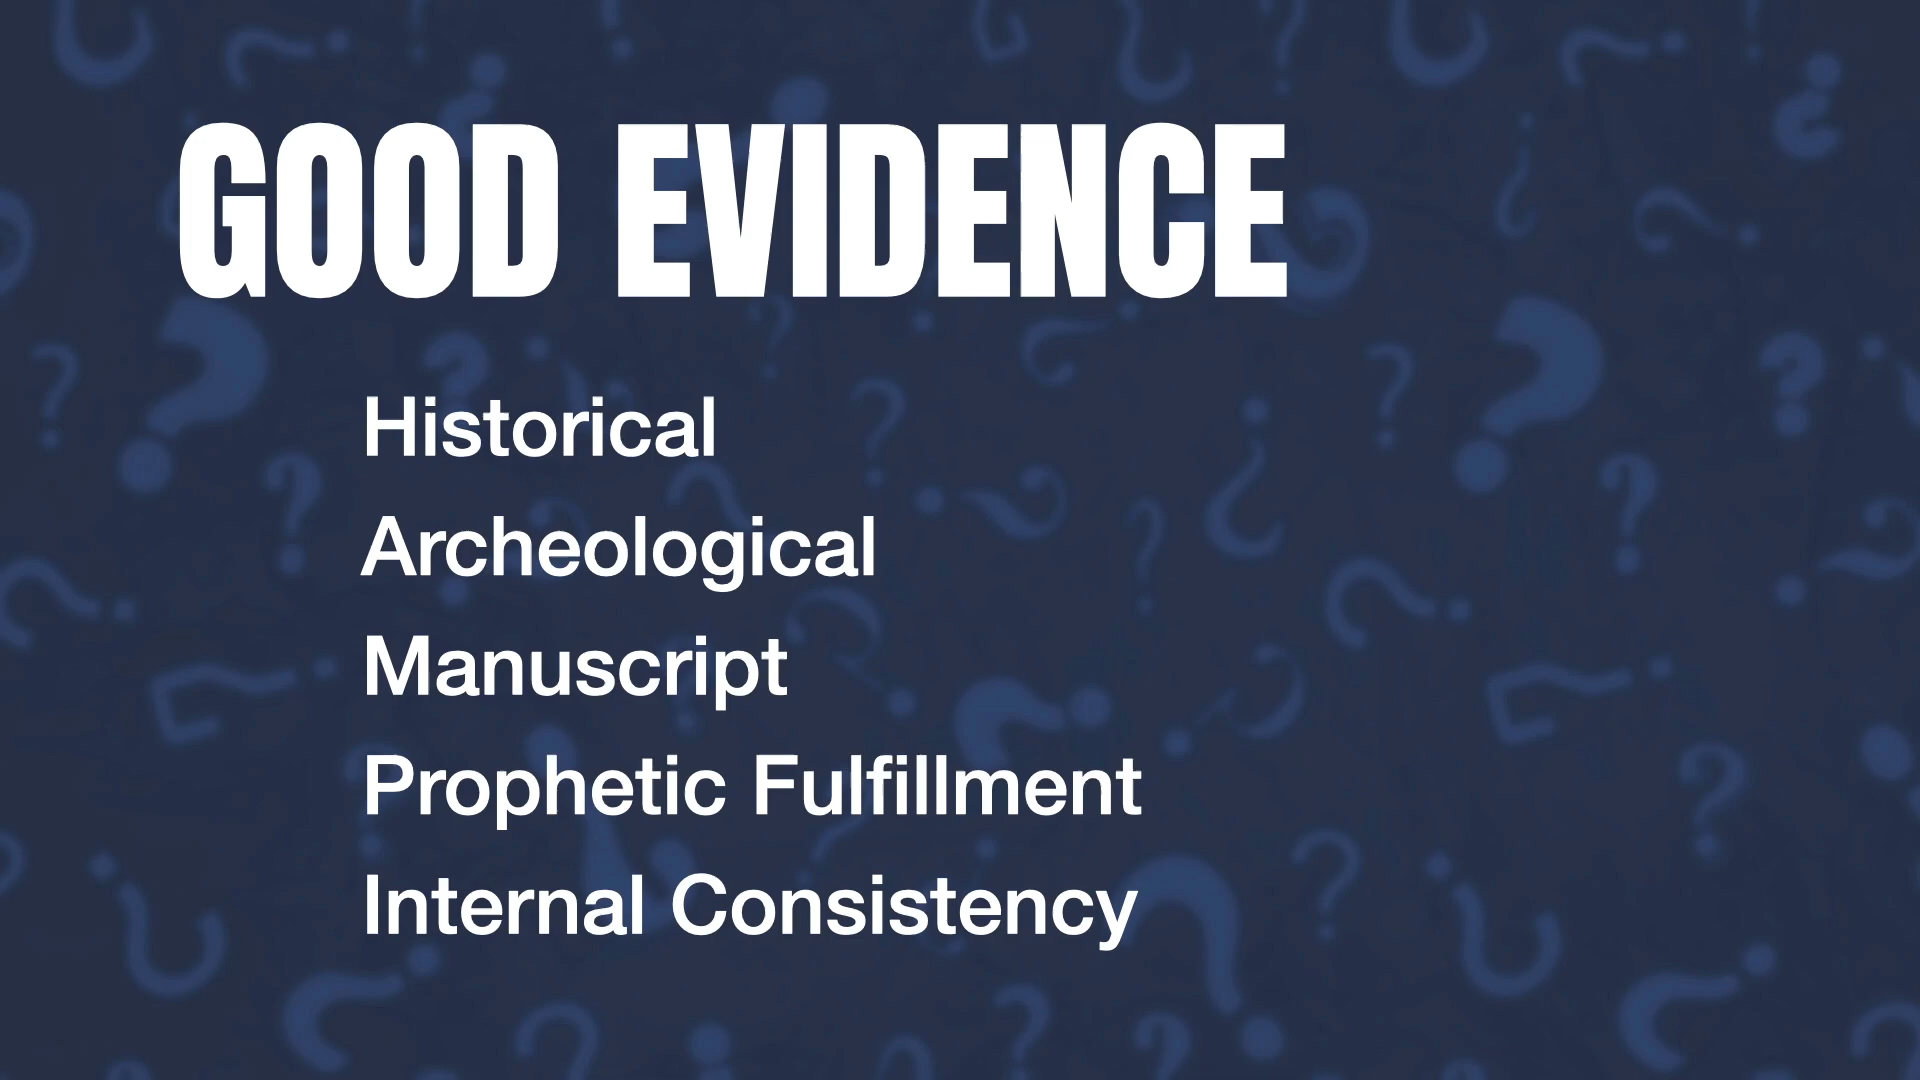 GOOD EVIDENCE
Historical
Archeological
Manuscript
Prophetic Fulfillment
Internal Consistency